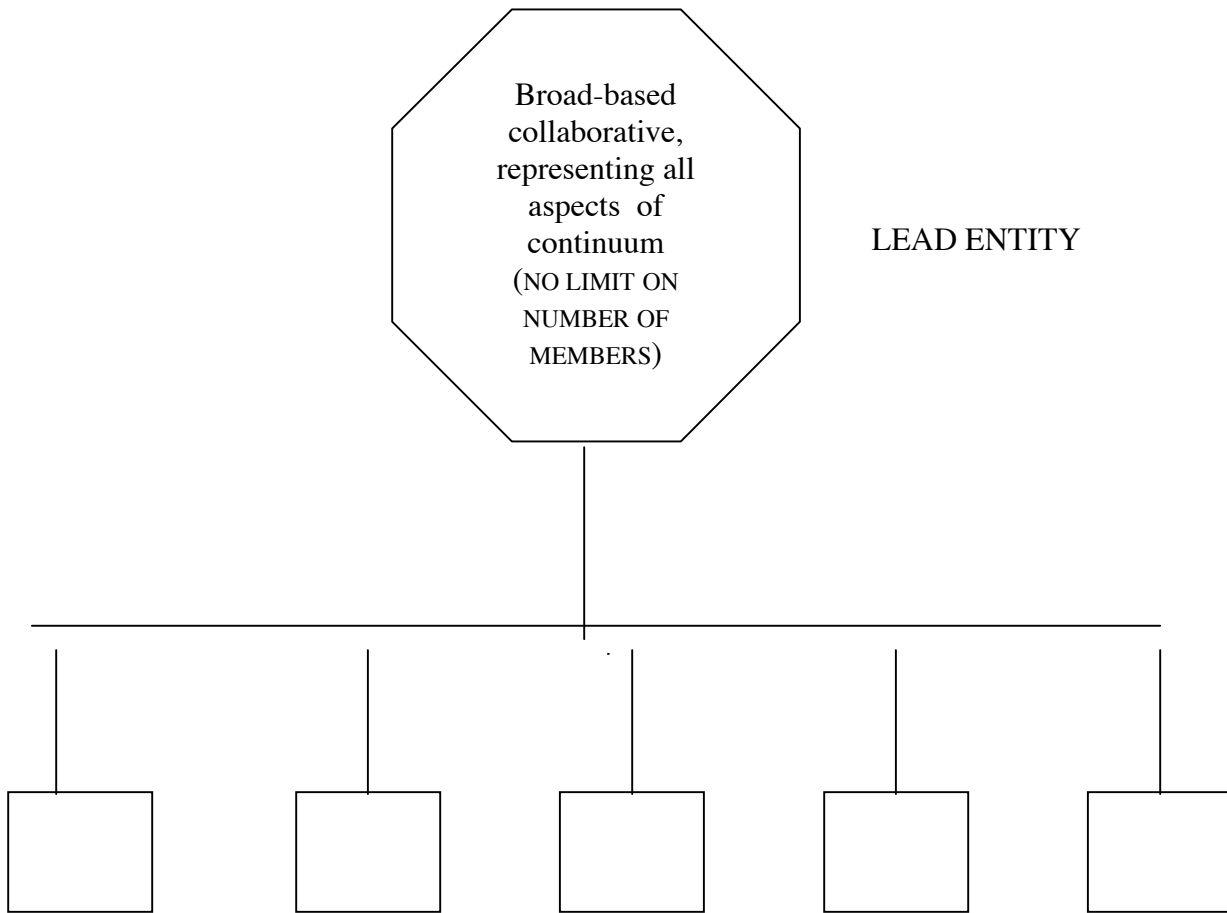 Broad-based
collaborative,
representing all
aspects  of
continuum
(NO LIMIT ON
NUMBER OF
MEMBERS)
LEAD ENTITY